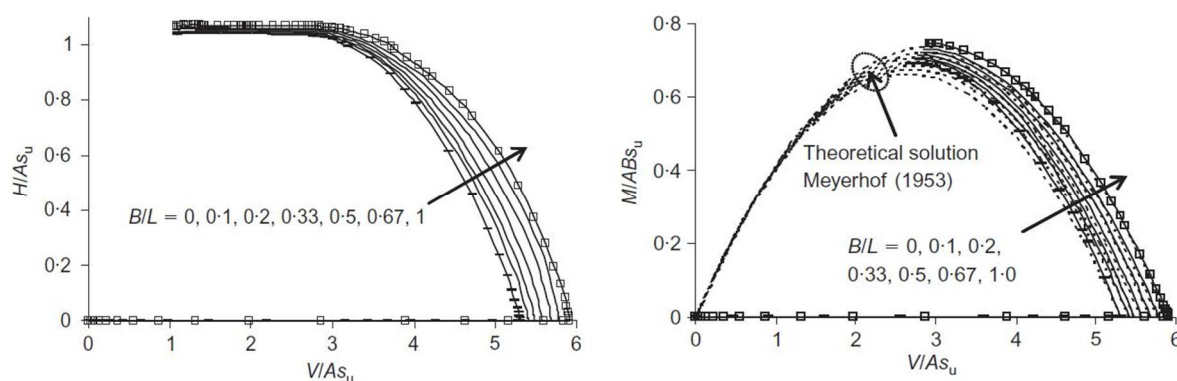 1
0·8
0·6
0·4
0·2
0
H/As_u
B/L = 0, 0·1, 0·2, 0·33, 0·5, 0·67, 1
0 1 2 3 4 5 6
V/As_u
0·8
0·6
0·4
0·2
0
M/ABs_u
Theoretical solution
Meyerhof (1953)
B/L = 0, 0·1, 0·2,
0·33, 0·5, 0·67, 1·0
0 1 2 3 4 5 6
V/As_u